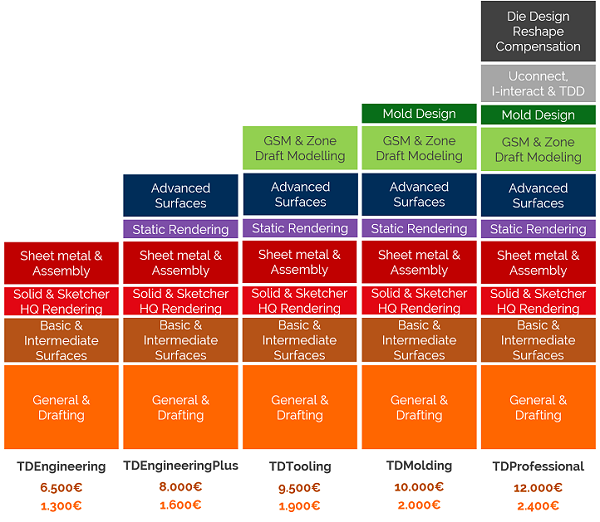 Die Design
Reshape
Compensation
Uconnect,
I-interact & TDD
Mold Design
Mold Design
GSM & Zone
Draft Modelling
GSM & Zone
Draft Modeling
GSM & Zone
Draft Modeling
Advanced
Surfaces
Advanced
Surfaces
Advanced
Surfaces
Advanced
Surfaces
Static Rendering
Static Rendering
Static Rendering
Static Rendering
Sheet metal &
Assembly
Sheet metal &
Assembly
Sheet metal &
Assembly
Sheet metal &
Assembly
Sheet metal &
Assembly
Solid & Sketcher
HQ Rendering
Solid & Sketcher
HQ Rendering
Solid & Sketcher
HQ Rendering
Solid & Sketcher
HQ Rendering
Solid & Sketcher
HQ Rendering
Basic &
Intermediate
Surfaces
Basic &
Intermediate
Surfaces
Basic &
Intermediate
Surfaces
Basic &
Intermediate
Surfaces
Basic &
Intermediate
Surfaces
General &
Drafting
General &
Drafting
General &
Drafting
General &
Drafting
General &
Drafting
TDEngineering
6.500€
1.300€
TDEngineeringPlus
8.000€
1.600€
TDTooling
9.500€
1.900€
TDMolding
10.000€
2.000€
TDProfessional
12.000€
2.400€